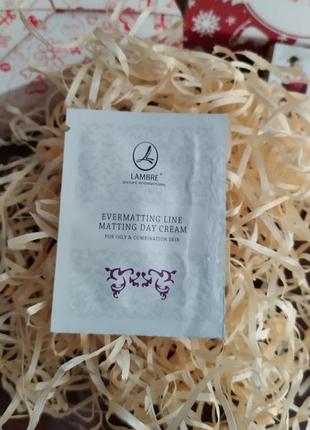 LAMBRE®
GROUPE INTERNATIONAL
EVERMATTING LINE
MATTING DAY CREAM
FOR OILY & COMBINATION SKIN